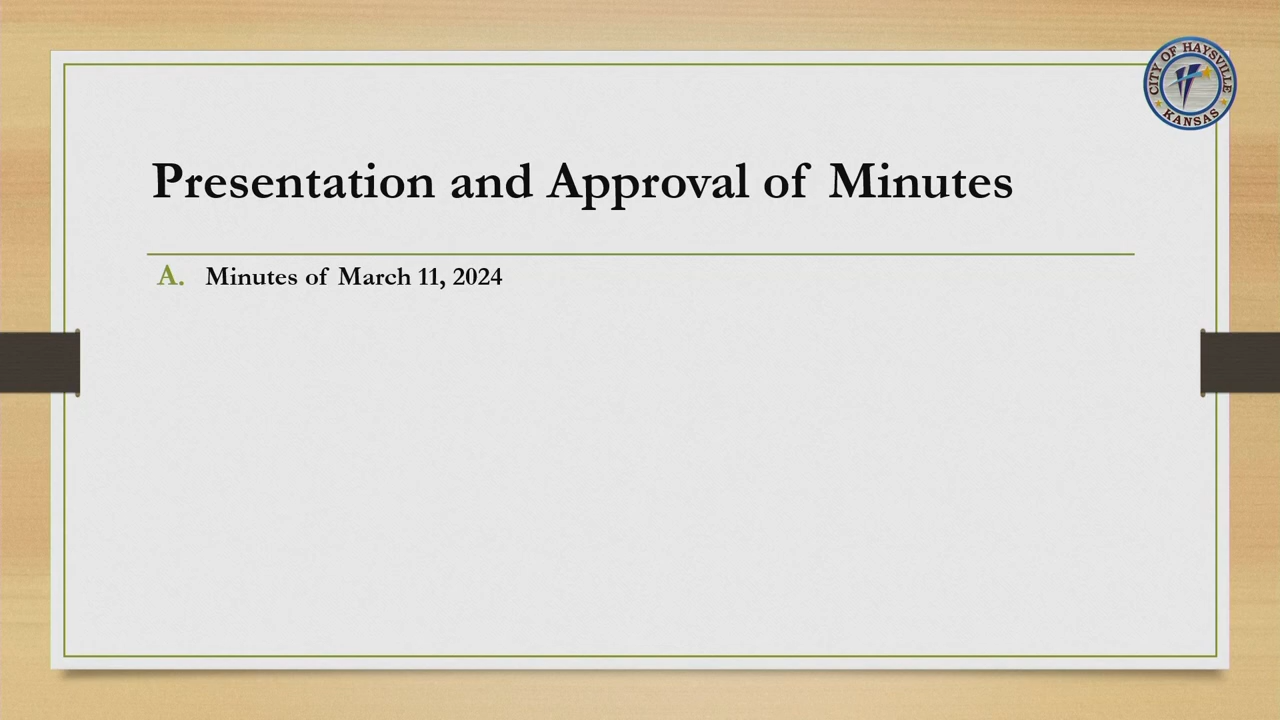 CITY OF HAYSVILLE
KANSAS
Presentation and Approval of Minutes
A. Minutes of March 11, 2024